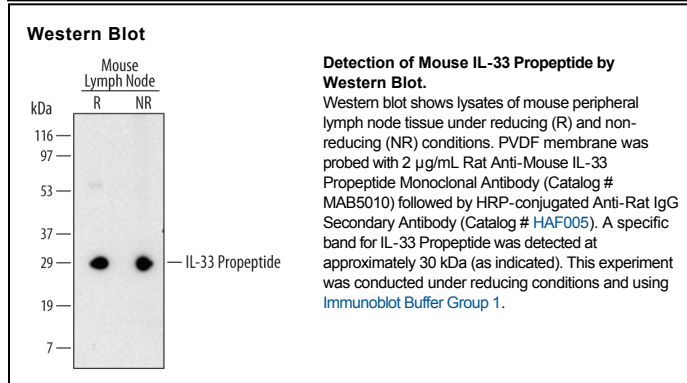 Western Blot
Mouse
Lymph Node
kDa
R NR
116
97
53
37
29
IL-33 Propeptide
19
7
Detection of Mouse IL-33 Propeptide by
Western Blot.
Western blot shows lysates of mouse peripheral
lymph node tissue under reducing (R) and non-
reducing (NR) conditions. PVDF membrane was
probed with 2 µg/mL Rat Anti-Mouse IL-33
Propeptide Monoclonal Antibody (Catalog #
MAB5010) followed by HRP-conjugated Anti-Rat IgG
Secondary Antibody (Catalog # HAF005). A specific
band for IL-33 Propeptide was detected at
approximately 30 kDa (as indicated). This experiment
was conducted under reducing conditions and using
Immunoblot Buffer Group 1.